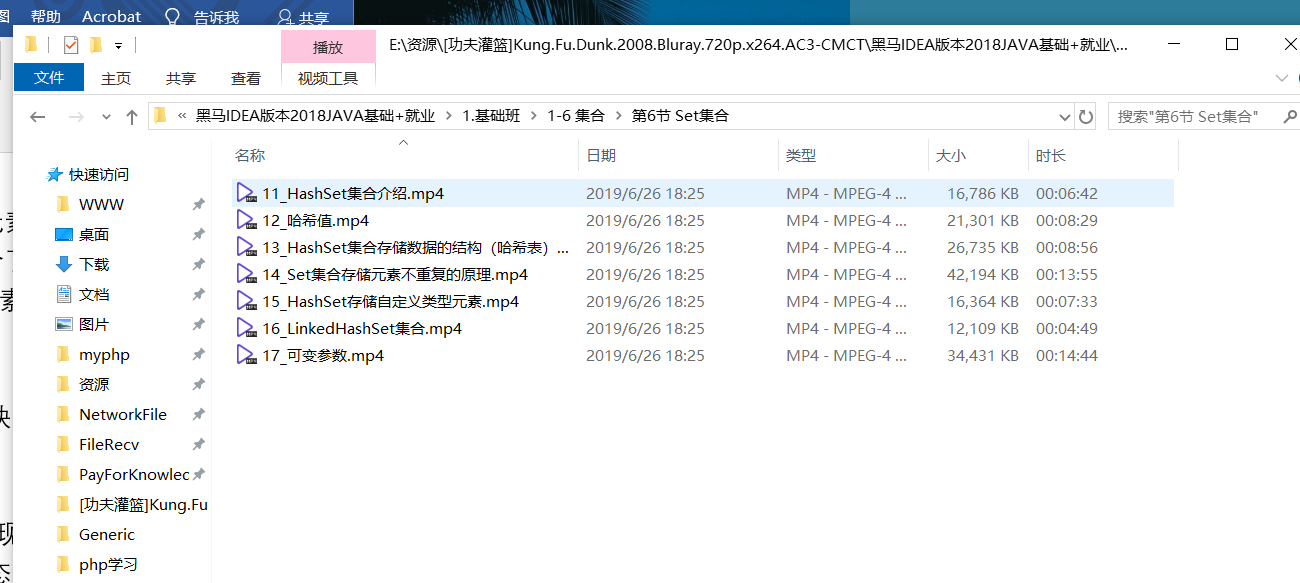 图 帮助 Acrobat 告诉我 共享
播放 E:\资源\[功夫灌篮]Kung.Fu.Dunk.2008.Bluray.720p.x264.AC3-CMCT\黑马IDEA版本2018JAVA基础+就业\...
文件 主页 共享 查看 视频工具
« 黑马IDEA版本2018JAVA基础+就业 › 1.基础班 › 1-6 集合 › 第6节 Set集合 搜索"第6节 Set集合"
名称 日期 类型 大小 时长
快速访问
WWW
桌面
下载
文档
图片
myphp
资源
NetworkFile
FileRecv
PayForKnowlec
[功夫灌篮]Kung.Fu
Generic
php学习
11_HashSet集合介绍.mp4 2019/6/26 18:25 MP4 - MPEG-4 ... 16,786 KB 00:06:42
12_哈希值.mp4 2019/6/26 18:25 MP4 - MPEG-4 ... 21,301 KB 00:08:29
13_HashSet集合存储数据的结构（哈希表）... 2019/6/26 18:25 MP4 - MPEG-4 ... 26,735 KB 00:08:56
14_Set集合存储元素不重复的原理.mp4 2019/6/26 18:25 MP4 - MPEG-4 ... 42,194 KB 00:13:55
15_HashSet存储自定义类型元素.mp4 2019/6/26 18:25 MP4 - MPEG-4 ... 16,364 KB 00:07:33
16_LinkedHashSet集合.mp4 2019/6/26 18:25 MP4 - MPEG-4 ... 12,109 KB 00:04:49
17_可变参数.mp4 2019/6/26 18:25 MP4 - MPEG-4 ... 34,431 KB 00:14:44